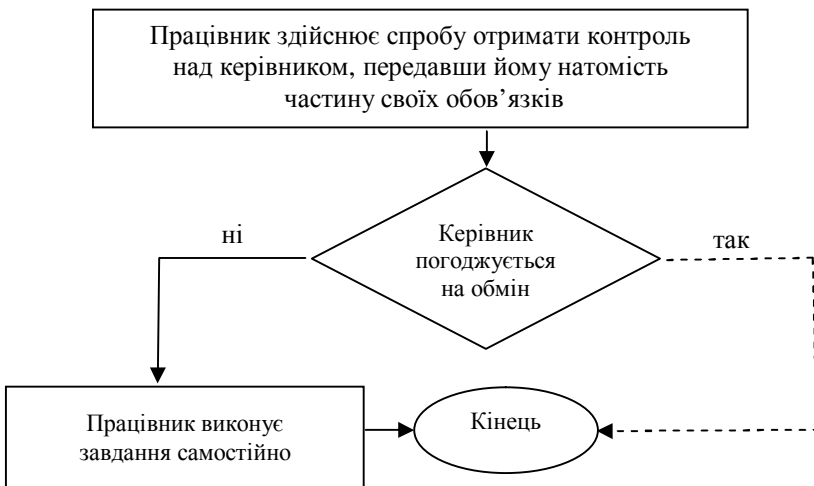 Працівник здійснює спробу отримати контроль
над керівником, передавши йому натомість
частину своїх обов’язків
ні
Керівник
погоджується
на обмін
так
Працівник виконує
завдання самостійно
Кінець